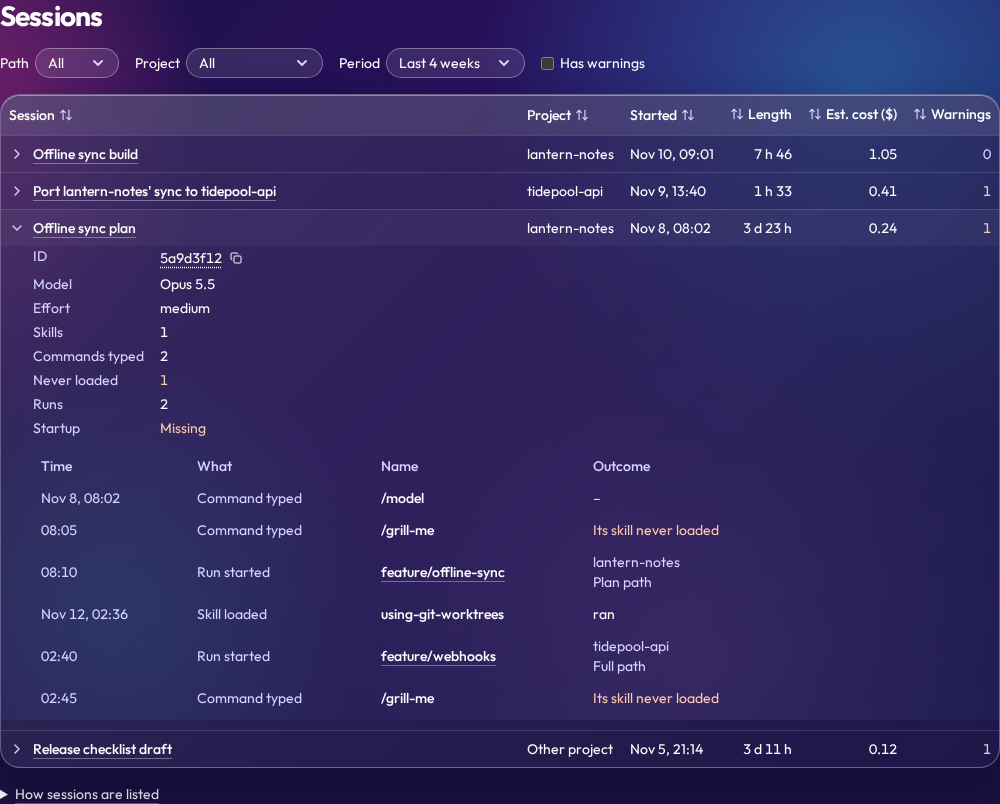 Sessions
Path All Project All Period Last 4 weeks Has warnings
Session Project Started Length Est. cost ($) Warnings
Offline sync build lantern-notes Nov 10, 09:01 7 h 46 1.05 0
Port lantern-notes' sync to tidepool-api tidepool-api Nov 9, 13:40 1 h 33 0.41 1
Offline sync plan lantern-notes Nov 8, 08:02 3 d 23 h 0.24 1
ID 5a9d3f12
Model Opus 5.5
Effort medium
Skills 1
Commands typed 2
Never loaded 1
Runs 2
Startup Missing
Time What Name Outcome
Nov 8, 08:02 Command typed /model –
08:05 Command typed /grill-me Its skill never loaded
08:10 Run started feature/offline-sync lantern-notes
Plan path
Nov 12, 02:36 Skill loaded using-git-worktrees ran
02:40 Run started feature/webhooks tidepool-api
Full path
02:45 Command typed /grill-me Its skill never loaded
Release checklist draft Other project Nov 5, 21:14 3 d 11 h 0.12 1
How sessions are listed